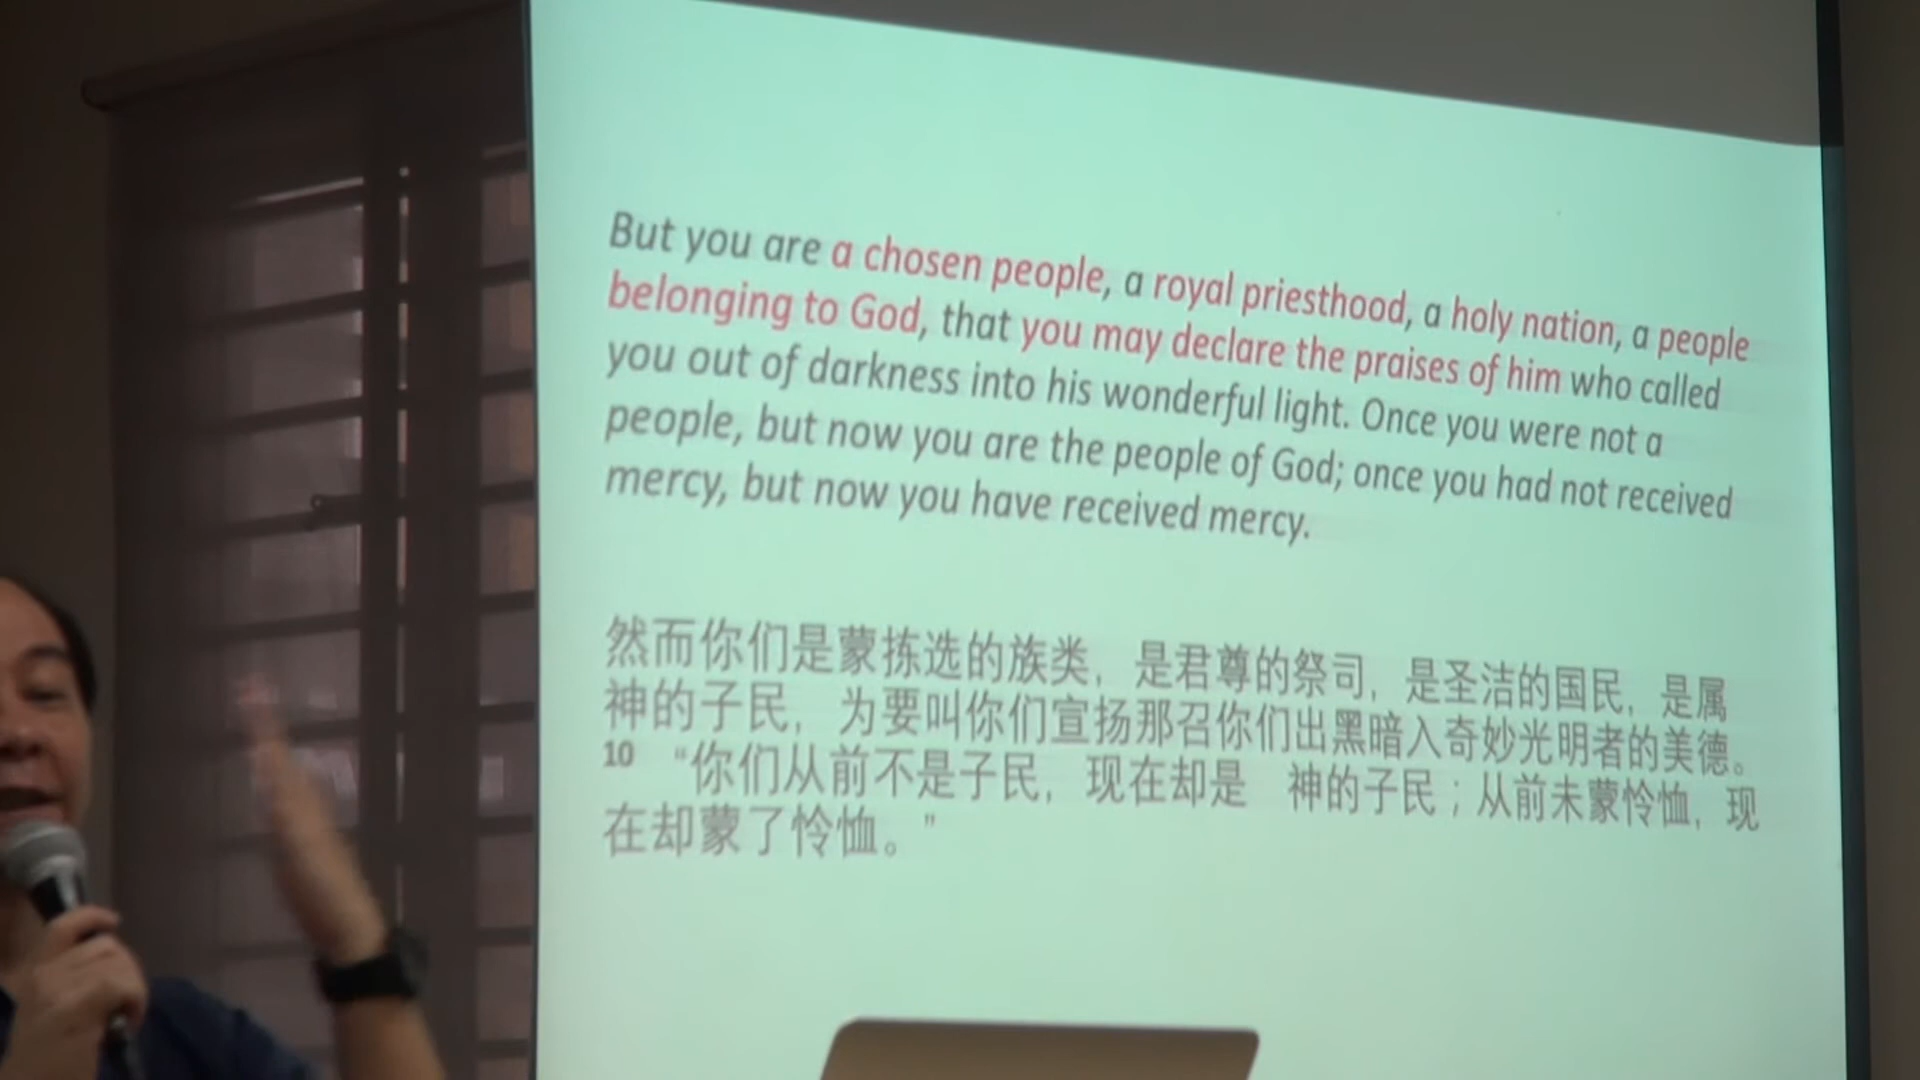 But you are a chosen people, a royal priesthood, a holy nation, a people
belonging to God, that you may declare the praises of him who called
you out of darkness into his wonderful light. Once you were not a
people, but now you are the people of God; once you had not received
mercy, but now you have received mercy.
然而你们是蒙拣选的族类，是君尊的祭司，是圣洁的国民，是属
神的子民，为要叫你们宣扬那召你们出黑暗入奇妙光明者的美德。
10 “你们从前不是子民，现在却是 神的子民；从前未蒙怜恤，现
在却蒙了怜恤。”